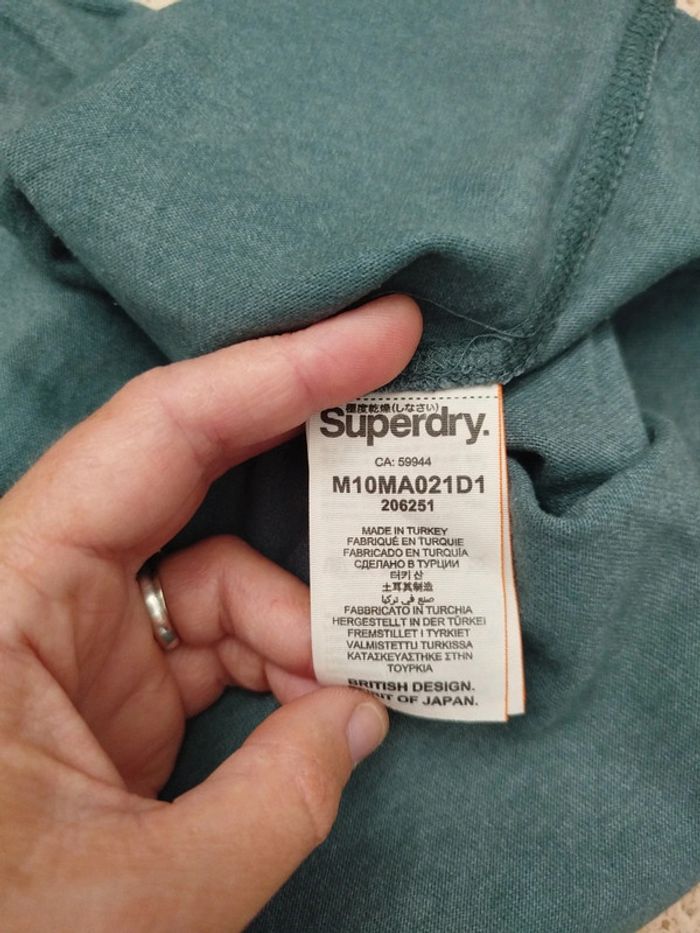 極度乾燥(しなさい)
Superdry.
CA: 59944
M10MA021D1
206251
MADE IN TURKEY
FABRIQUÉ EN TURQUIE
FABRICADO EN TURQUÍA
СДЕЛАНО В ТУРЦИИ
터키 산
土耳其制造
صنع في تركيا
FABBRICATO IN TURCHIA
HERGESTELLT IN DER TÜRKEI
FREMSTILLET I TYRKIET
VALMISTETTU TURKISSA
ΚΑΤΑΣΚΕΥΑΣΤΗΚΕ ΣΤΗΝ
ΤΟΥΡΚΙΑ
BRITISH DESIGN.
SPIRIT OF JAPAN.